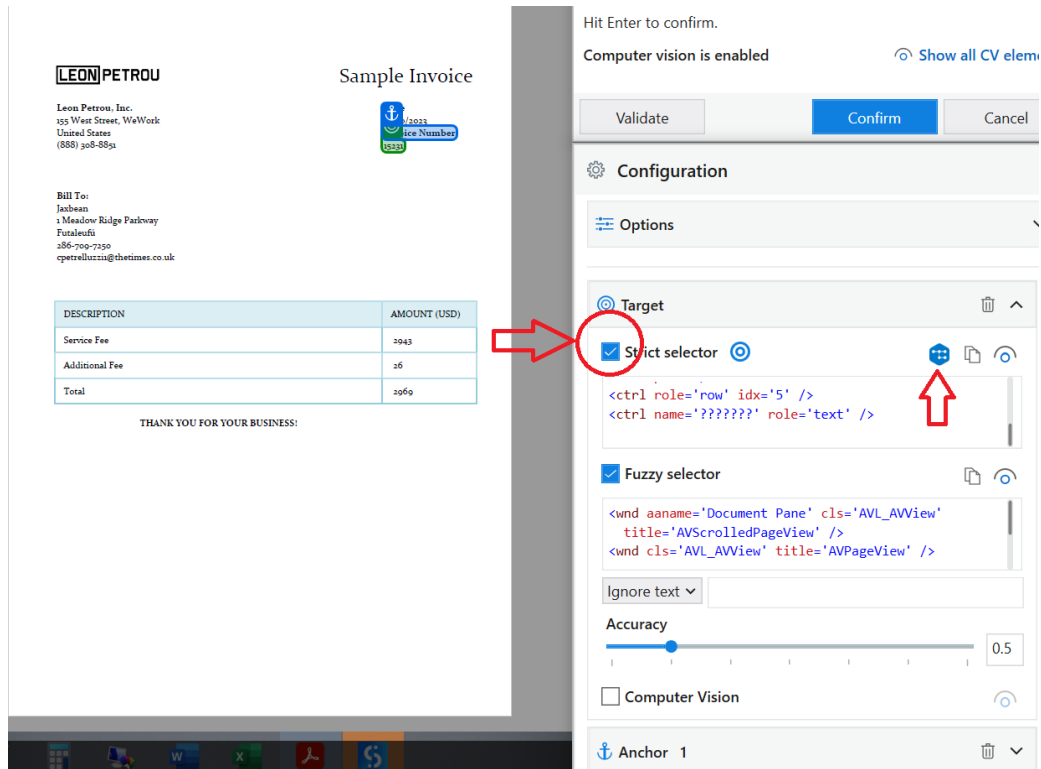 LEON PETROU
Sample Invoice
Leon Petrou, Inc.
155 West Street, WeWork
United States
(888) 308-8851
/2023
ice Number
15231
Bill To:
Jaxbean
1 Meadow Ridge Parkway
Futaleufú
286-709-7250
cpetrelluzzi1@thetimes.co.uk
DESCRIPTION AMOUNT (USD)
Service Fee 2943
Additional Fee 26
Total 2969
THANK YOU FOR YOUR BUSINESS!
Hit Enter to confirm.
Computer vision is enabled Show all CV eleme
Validate Confirm Cancel
Configuration
Options
Target
Strict selector
<ctrl role='row' idx='5' />
<ctrl name='???????' role='text' />
Fuzzy selector
<wnd aaname='Document Pane' cls='AVL_AVView'
title='AVScrolledPageView' />
<wnd cls='AVL_AVView' title='AVPageView' />
Ignore text
Accuracy
0.5
Computer Vision
Anchor 1